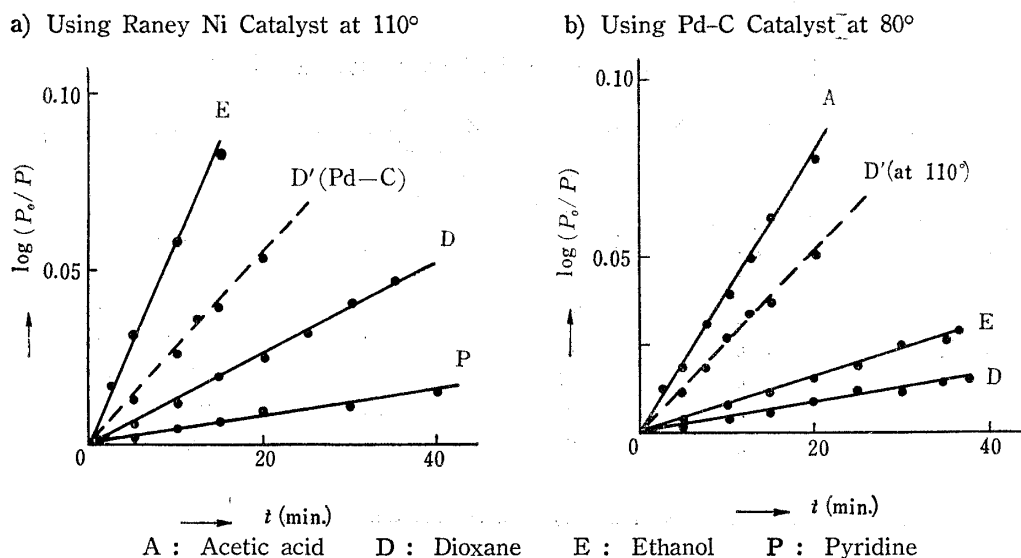 a) Using Raney Ni Catalyst at 110°
b) Using Pd-C Catalyst at 80°
0.10
E
D'(Pd—C)
D
0.05
P
log (P₀/P)
0
20
40
t (min.)
0.10
A
D'(at 110°)
0.05
E
D
log (P₀/P)
0
20
40
t (min.)
A : Acetic acid D : Dioxane E : Ethanol P : Pyridine